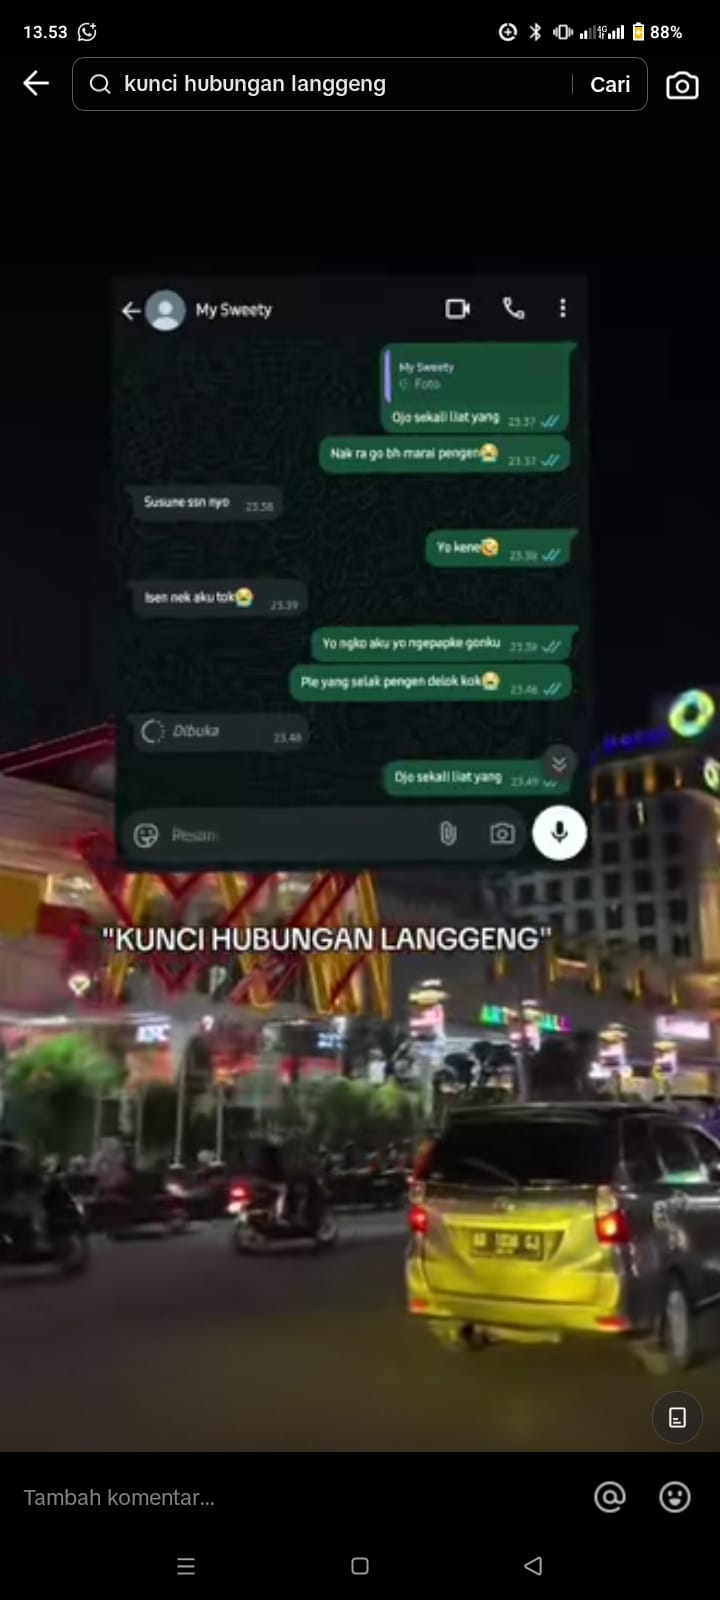 13.53
4G
88%
kunci hubungan langgeng
Cari
My Sweety
My Sweety
Foto
Ojo sekali liat yang 23.37
Nak ra go bh marai pengen😭 23.37
Susune ssn nyo 23.38
Yo kene🤣 23.39
Isen nek aku tok😭 23.39
Yo ngko aku yo ngepapke gonku 23.39
Pie yang selak pengen delok kok😭 23.46
Dibuka 23.48
Ojo sekali liat yang 23.49
Pesan
"KUNCI HUBUNGAN LANGGENG"
Tambah komentar...